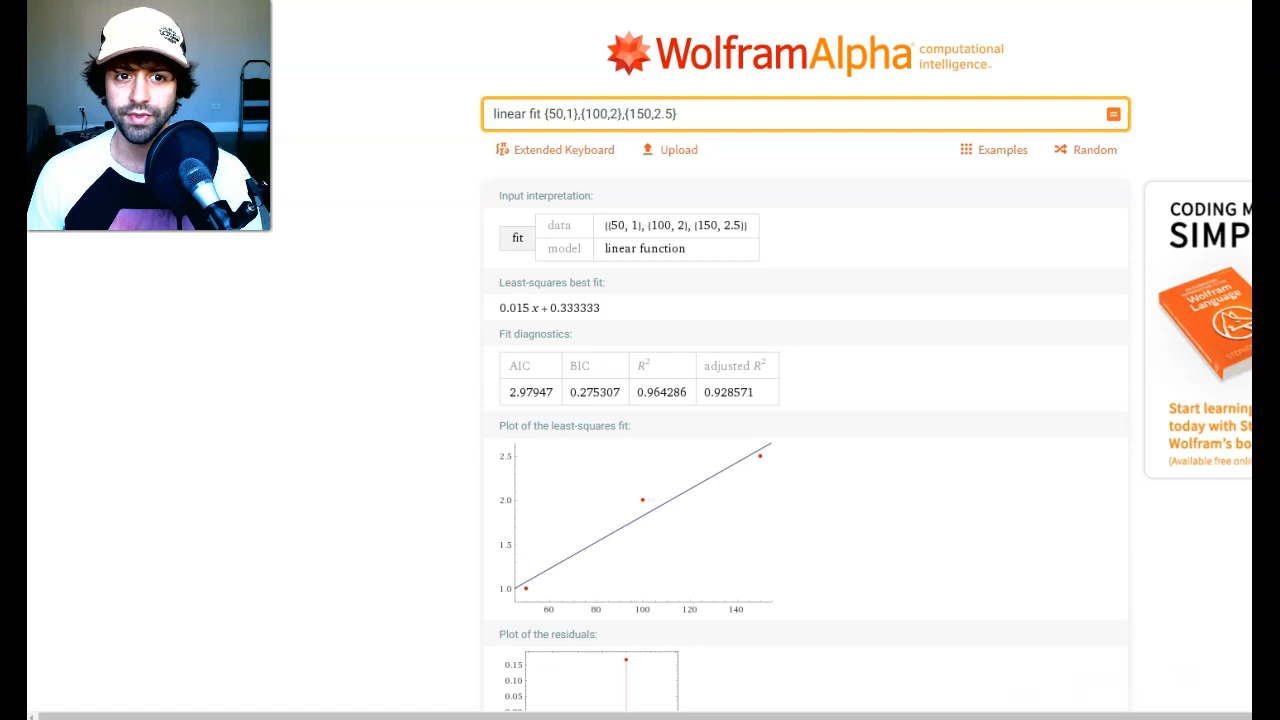 WolframAlpha computational intelligence™
linear fit {50,1},{100,2},{150,2.5}
Extended Keyboard Upload Examples Random
CODING M
SIMP
Wolfram
Language
Input interpretation:
fit data {{50, 1}, {100, 2}, {150, 2.5}}
model linear function
Least-squares best fit:
0.015 x + 0.333333
Fit diagnostics:
AIC BIC R² adjusted R²
2.97947 0.275307 0.964286 0.928571
Start learning
today with St
Wolfram's bo
(Available free onli
Plot of the least-squares fit:
2.5
2.0
1.5
1.0
60 80 100 120 140
Plot of the residuals:
0.15
0.10
0.05